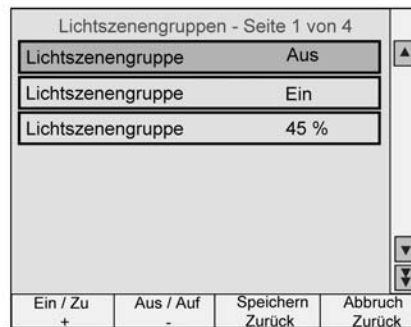 Lichtszenengruppen - Seite 1 von 4
Lichtszenengruppe Aus
Lichtszenengruppe Ein
Lichtszenengruppe 45 %
Ein / Zu Aus / Auf Speichern Abbruch
+ - Zurück Zurück